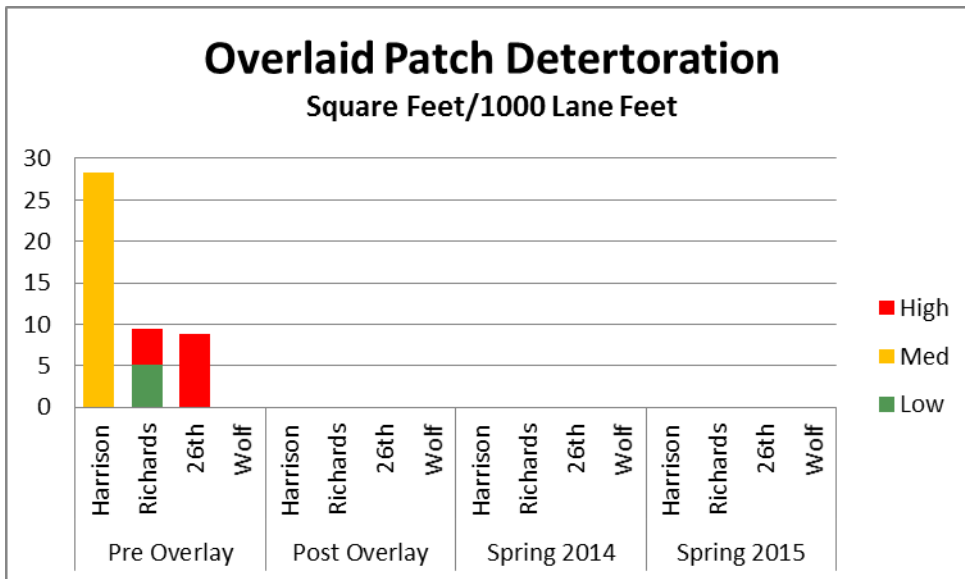 Overlaid Patch Detertoration
Square Feet/1000 Lane Feet
30
25
20
15
10
5
0
High
Med
Low
Harrison
Richards
26th
Wolf
Harrison
Richards
26th
Wolf
Harrison
Richards
26th
Wolf
Harrison
Richards
26th
Wolf
Pre Overlay
Post Overlay
Spring 2014
Spring 2015